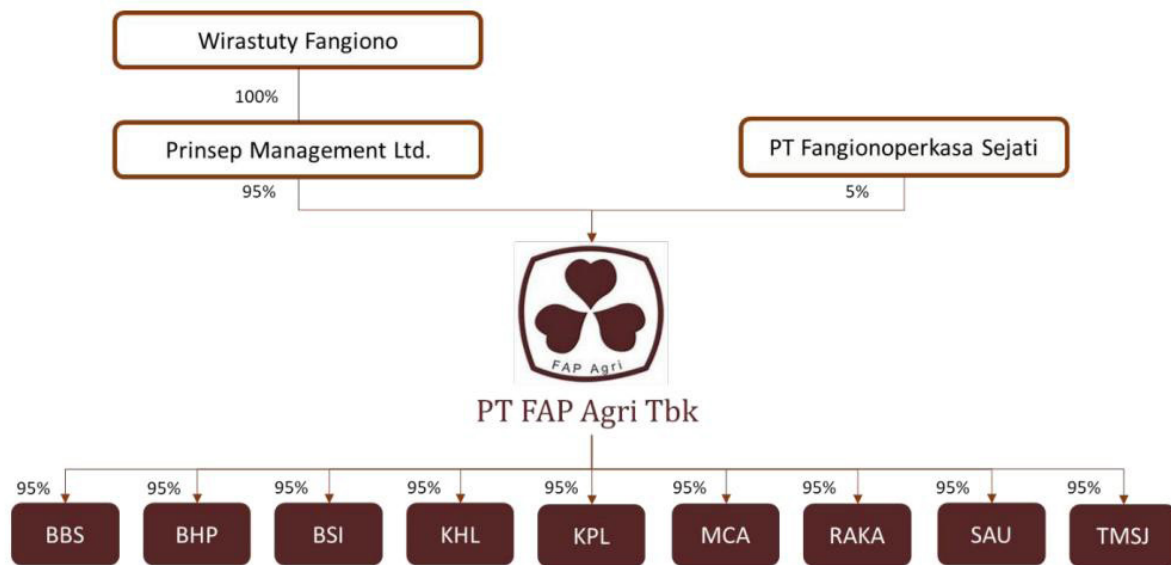 Wirastuty Fangiono
100%
Prinsep Management Ltd.
PT Fangionoperkasa Sejati
95%
5%
FAP Agri
PT FAP Agri Tbk
95% 95% 95% 95% 95% 95% 95% 95% 95%
BBS BHP BSI KHL KPL MCA RAKA SAU TMSJ